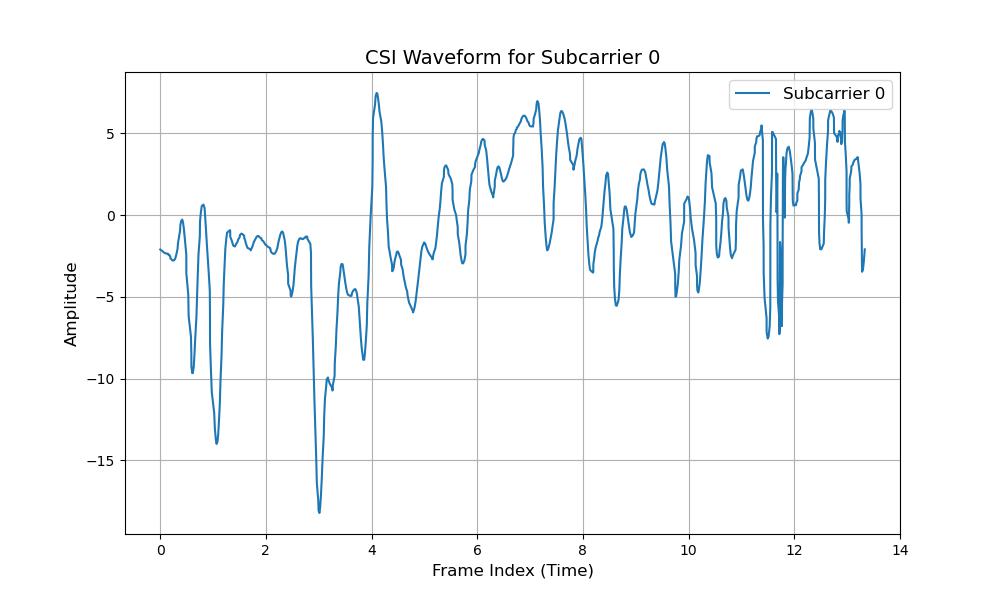 CSI Waveform for Subcarrier 0
Subcarrier 0
Amplitude
5
0
−5
−10
−15
0 2 4 6 8 10 12 14
Frame Index (Time)